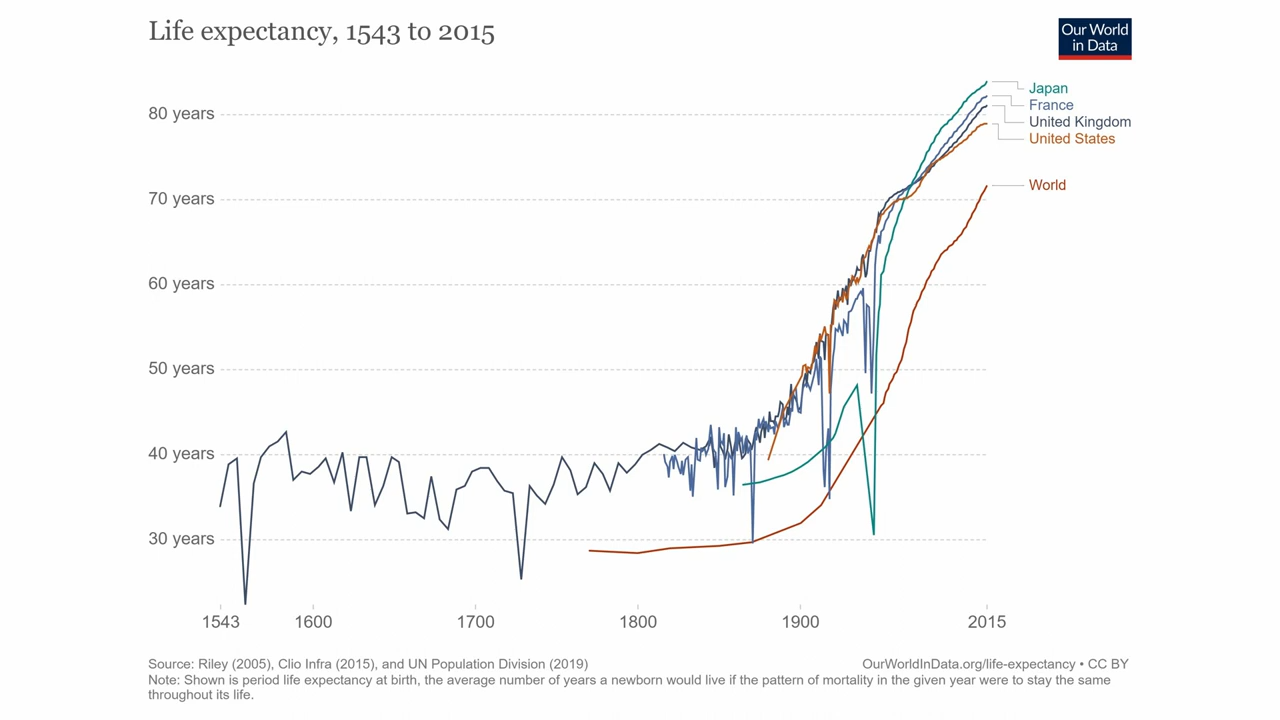 Life expectancy, 1543 to 2015
Our World
in Data
80 years
70 years
60 years
50 years
40 years
30 years
Japan
France
United Kingdom
United States
World
1543
1600
1700
1800
1900
2015
Source: Riley (2005), Clio Infra (2015), and UN Population Division (2019)
OurWorldInData.org/life-expectancy • CC BY
Note: Shown is period life expectancy at birth, the average number of years a newborn would live if the pattern of mortality in the given year were to stay the same
throughout its life.